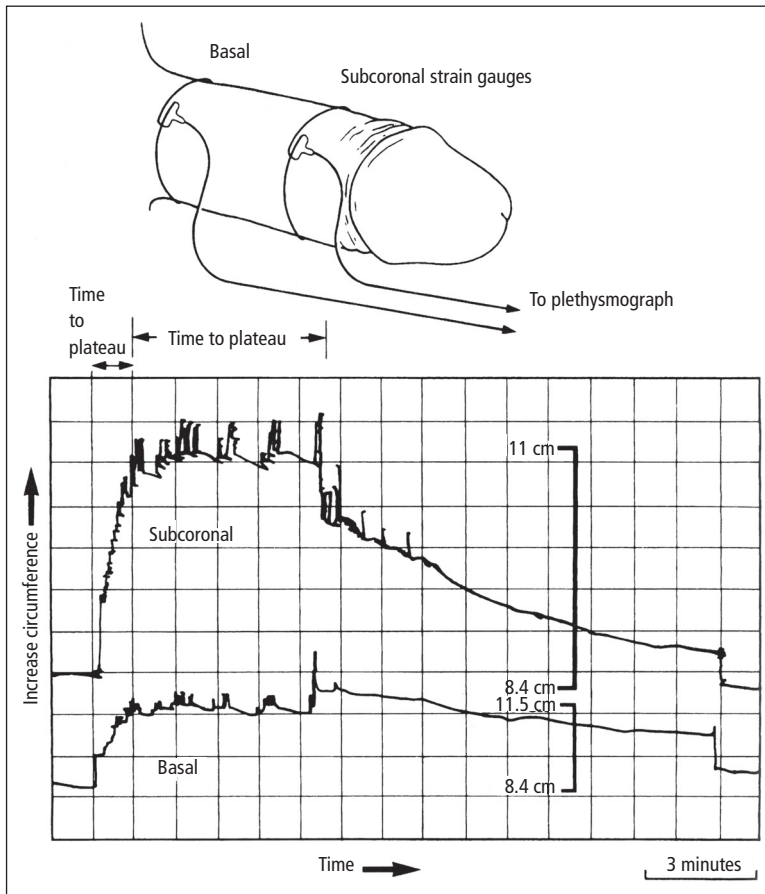 Basal
Subcoronal strain gauges
To plethysmograph
Time
to
plateau
Time to plateau
11 cm
Subcoronal
Increase circumference
8.4 cm
11.5 cm
Basal
8.4 cm
Time
3 minutes